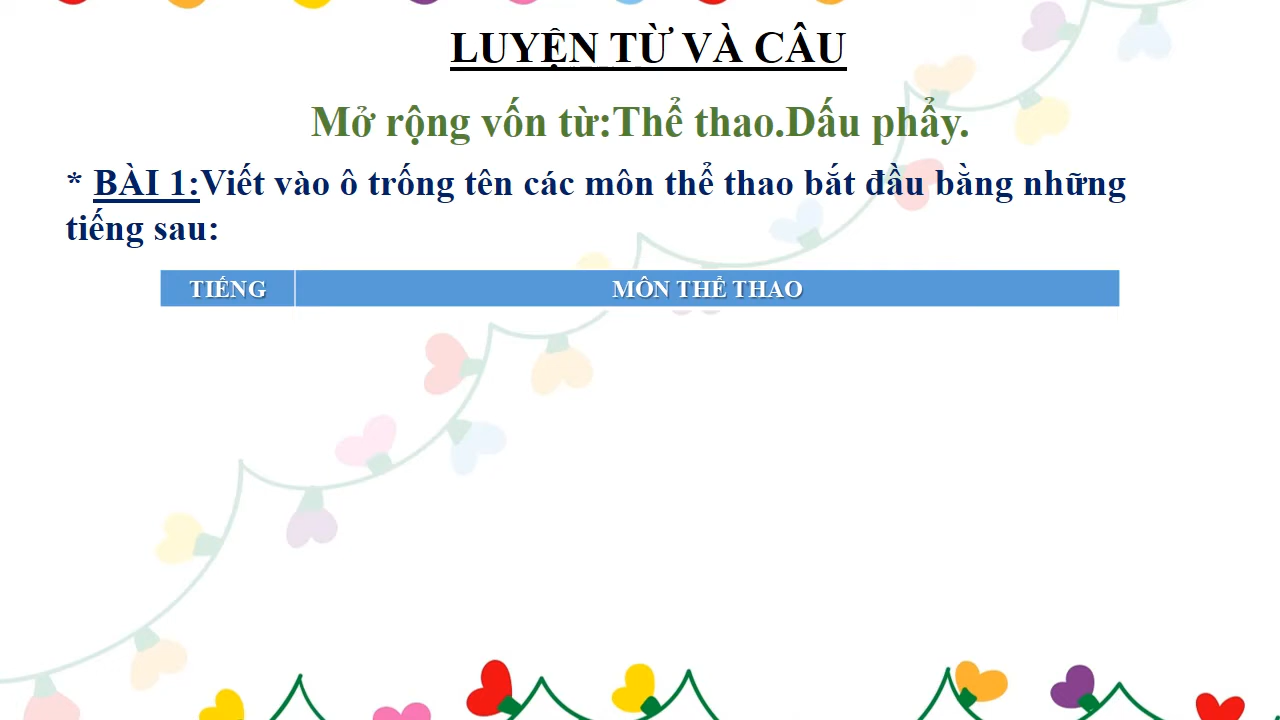 LUYỆN TỪ VÀ CÂU
Mở rộng vốn từ:Thể thao.Dấu phẩy.
* BÀI 1:Viết vào ô trống tên các môn thể thao bắt đầu bằng những
tiếng sau:
TIẾNG MÔN THỂ THAO